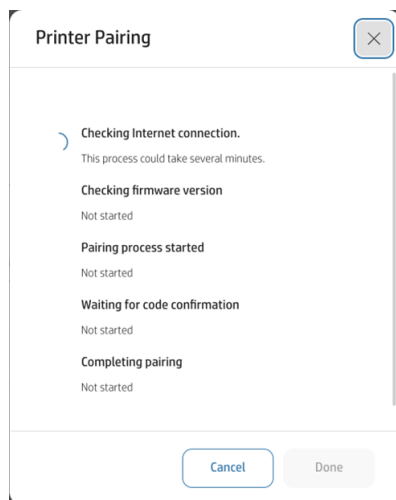 Printer Pairing
Checking Internet connection.
This process could take several minutes.
Checking firmware version
Not started
Pairing process started
Not started
Waiting for code confirmation
Not started
Completing pairing
Not started
Cancel Done